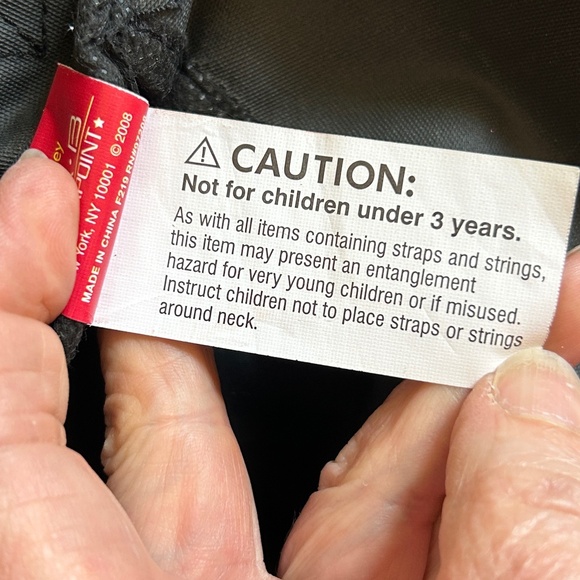 CAUTION:
Not for children under 3 years.
As with all items containing straps and strings,
this item may present an entanglement
hazard for very young children or if misused.
Instruct children not to place straps or strings
around neck.
York, NY 10001 © 2008
MADE IN CHINA F219